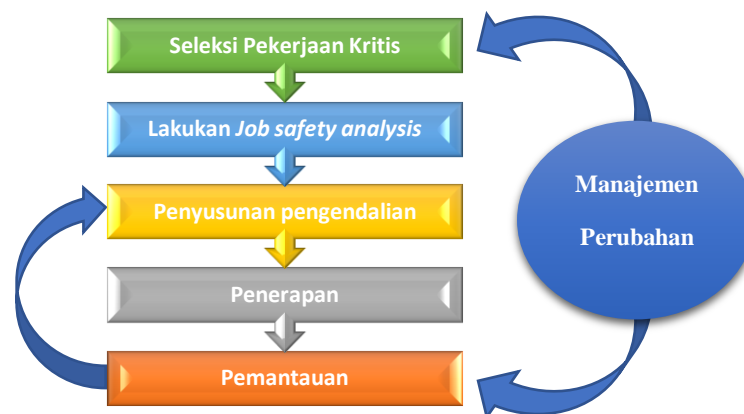 Seleksi Pekerjaan Kritis
Lakukan Job safety analysis
Penyusunan pengendalian
Penerapan
Pemantauan
Manajemen
Perubahan